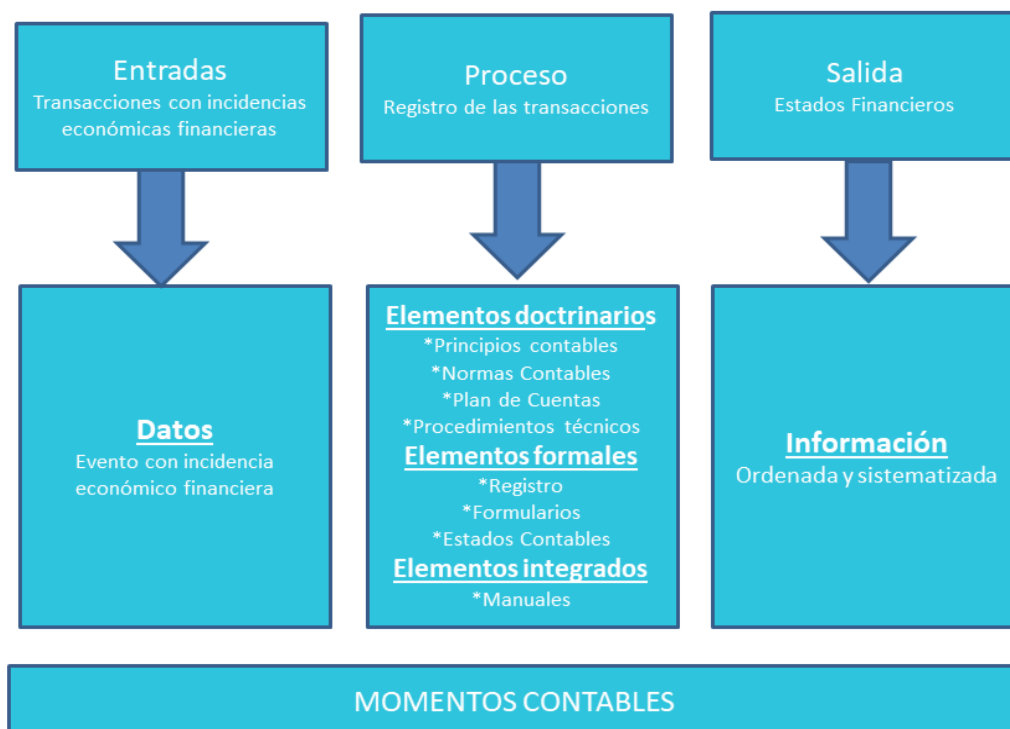 Entradas
Transacciones con incidencias
económicas financieras
Proceso
Registro de las transacciones
Salida
Estados Financieros
Datos
Evento con incidencia
económico financiera
Elementos doctrinarios
*Principios contables
*Normas Contables
*Plan de Cuentas
*Procedimientos técnicos
Elementos formales
*Registro
*Formularios
*Estados Contables
Elementos integrados
*Manuales
Información
Ordenada y sistematizada
MOMENTOS CONTABLES